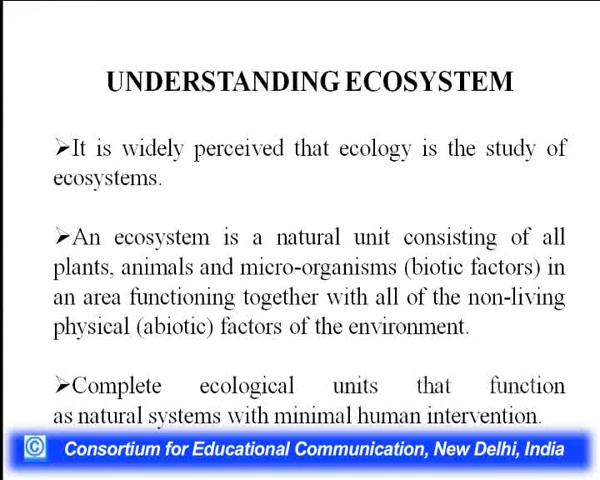 UNDERSTANDING ECOSYSTEM
➢It is widely perceived that ecology is the study of
ecosystems.
➢An ecosystem is a natural unit consisting of all
plants, animals and micro-organisms (biotic factors) in
an area functioning together with all of the non-living
physical (abiotic) factors of the environment.
➢Complete ecological units that function
as natural systems with minimal human intervention.
© Consortium for Educational Communication, New Delhi, India